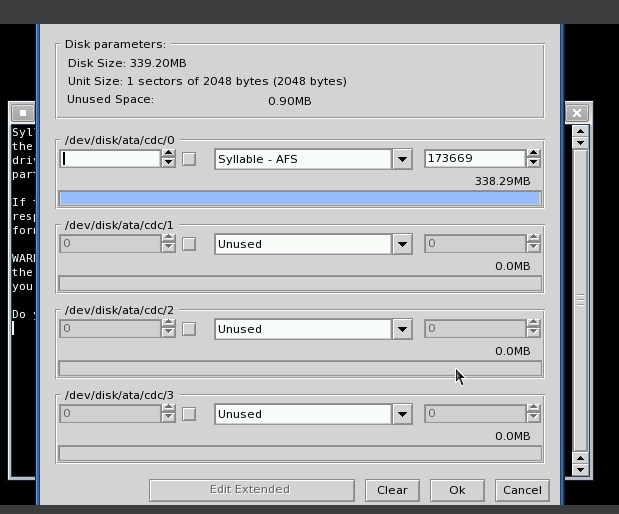 Disk parameters:
Disk Size: 339.20MB
Unit Size: 1 sectors of 2048 bytes (2048 bytes)
Unused Space: 0.90MB
/dev/disk/ata/cdc/0
Syllable - AFS 173669
338.29MB
/dev/disk/ata/cdc/1
0 Unused 0
0.0MB
/dev/disk/ata/cdc/2
0 Unused 0
0.0MB
/dev/disk/ata/cdc/3
0 Unused 0
0.0MB
Edit Extended Clear Ok Cancel
Syl
the
driv
part
If
resp
for
WAR
the
you
Do